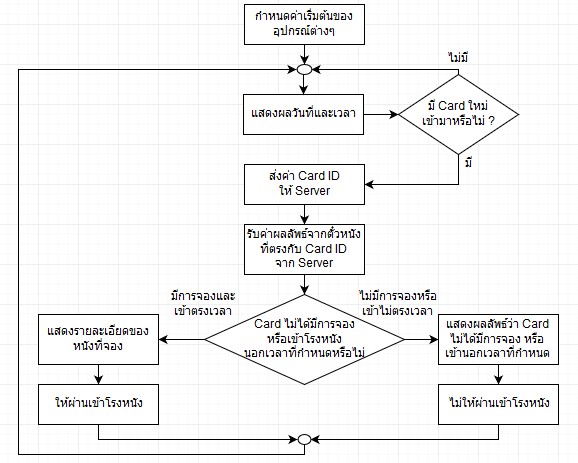 กำหนดค่าเริ่มต้นของ
อุปกรณ์ต่างๆ
ไม่มี
แสดงผลวันที่และเวลา
มี Card ใหม่
เข้ามาหรือไม่ ?
มี
ส่งค่า Card ID
ให้ Server
รับค่าผลลัพธ์จากตั๋วหนัง
ที่ตรงกับ Card ID
จาก Server
มีการจองและ
เข้าตรงเวลา
ไม่มีการจองหรือ
เข้าไม่ตรงเวลา
Card ไม่ได้มีการจอง
หรือเข้าโรงหนัง
นอกเวลาที่กำหนดหรือไม่
แสดงรายละเอียดของ
หนังที่จอง
แสดงผลลัพธ์ว่า Card
ไม่ได้มีการจอง หรือ
เข้านอกเวลาที่กำหนด
ให้ผ่านเข้าโรงหนัง
ไม่ให้ผ่านเข้าโรงหนัง